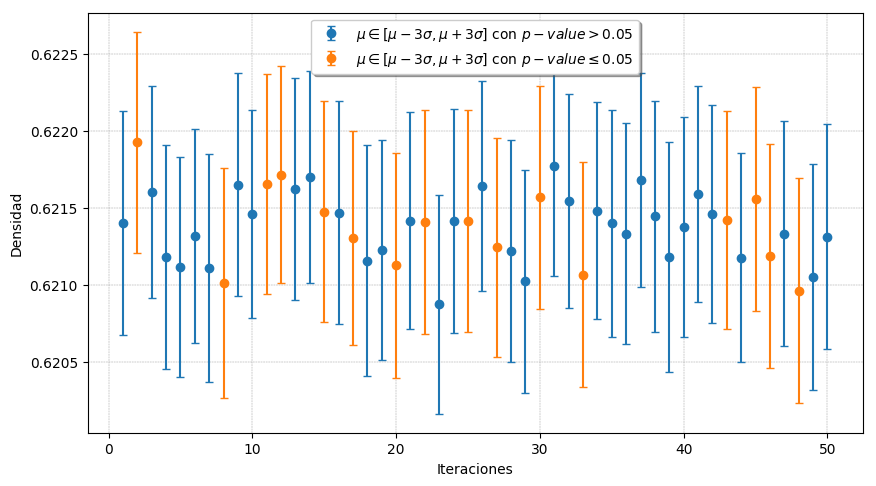 μ ∈ [μ − 3σ, μ + 3σ] con p − value > 0.05
μ ∈ [μ − 3σ, μ + 3σ] con p − value ≤ 0.05
Densidad
0.6225
0.6220
0.6215
0.6210
0.6205
0 10 20 30 40 50
Iteraciones